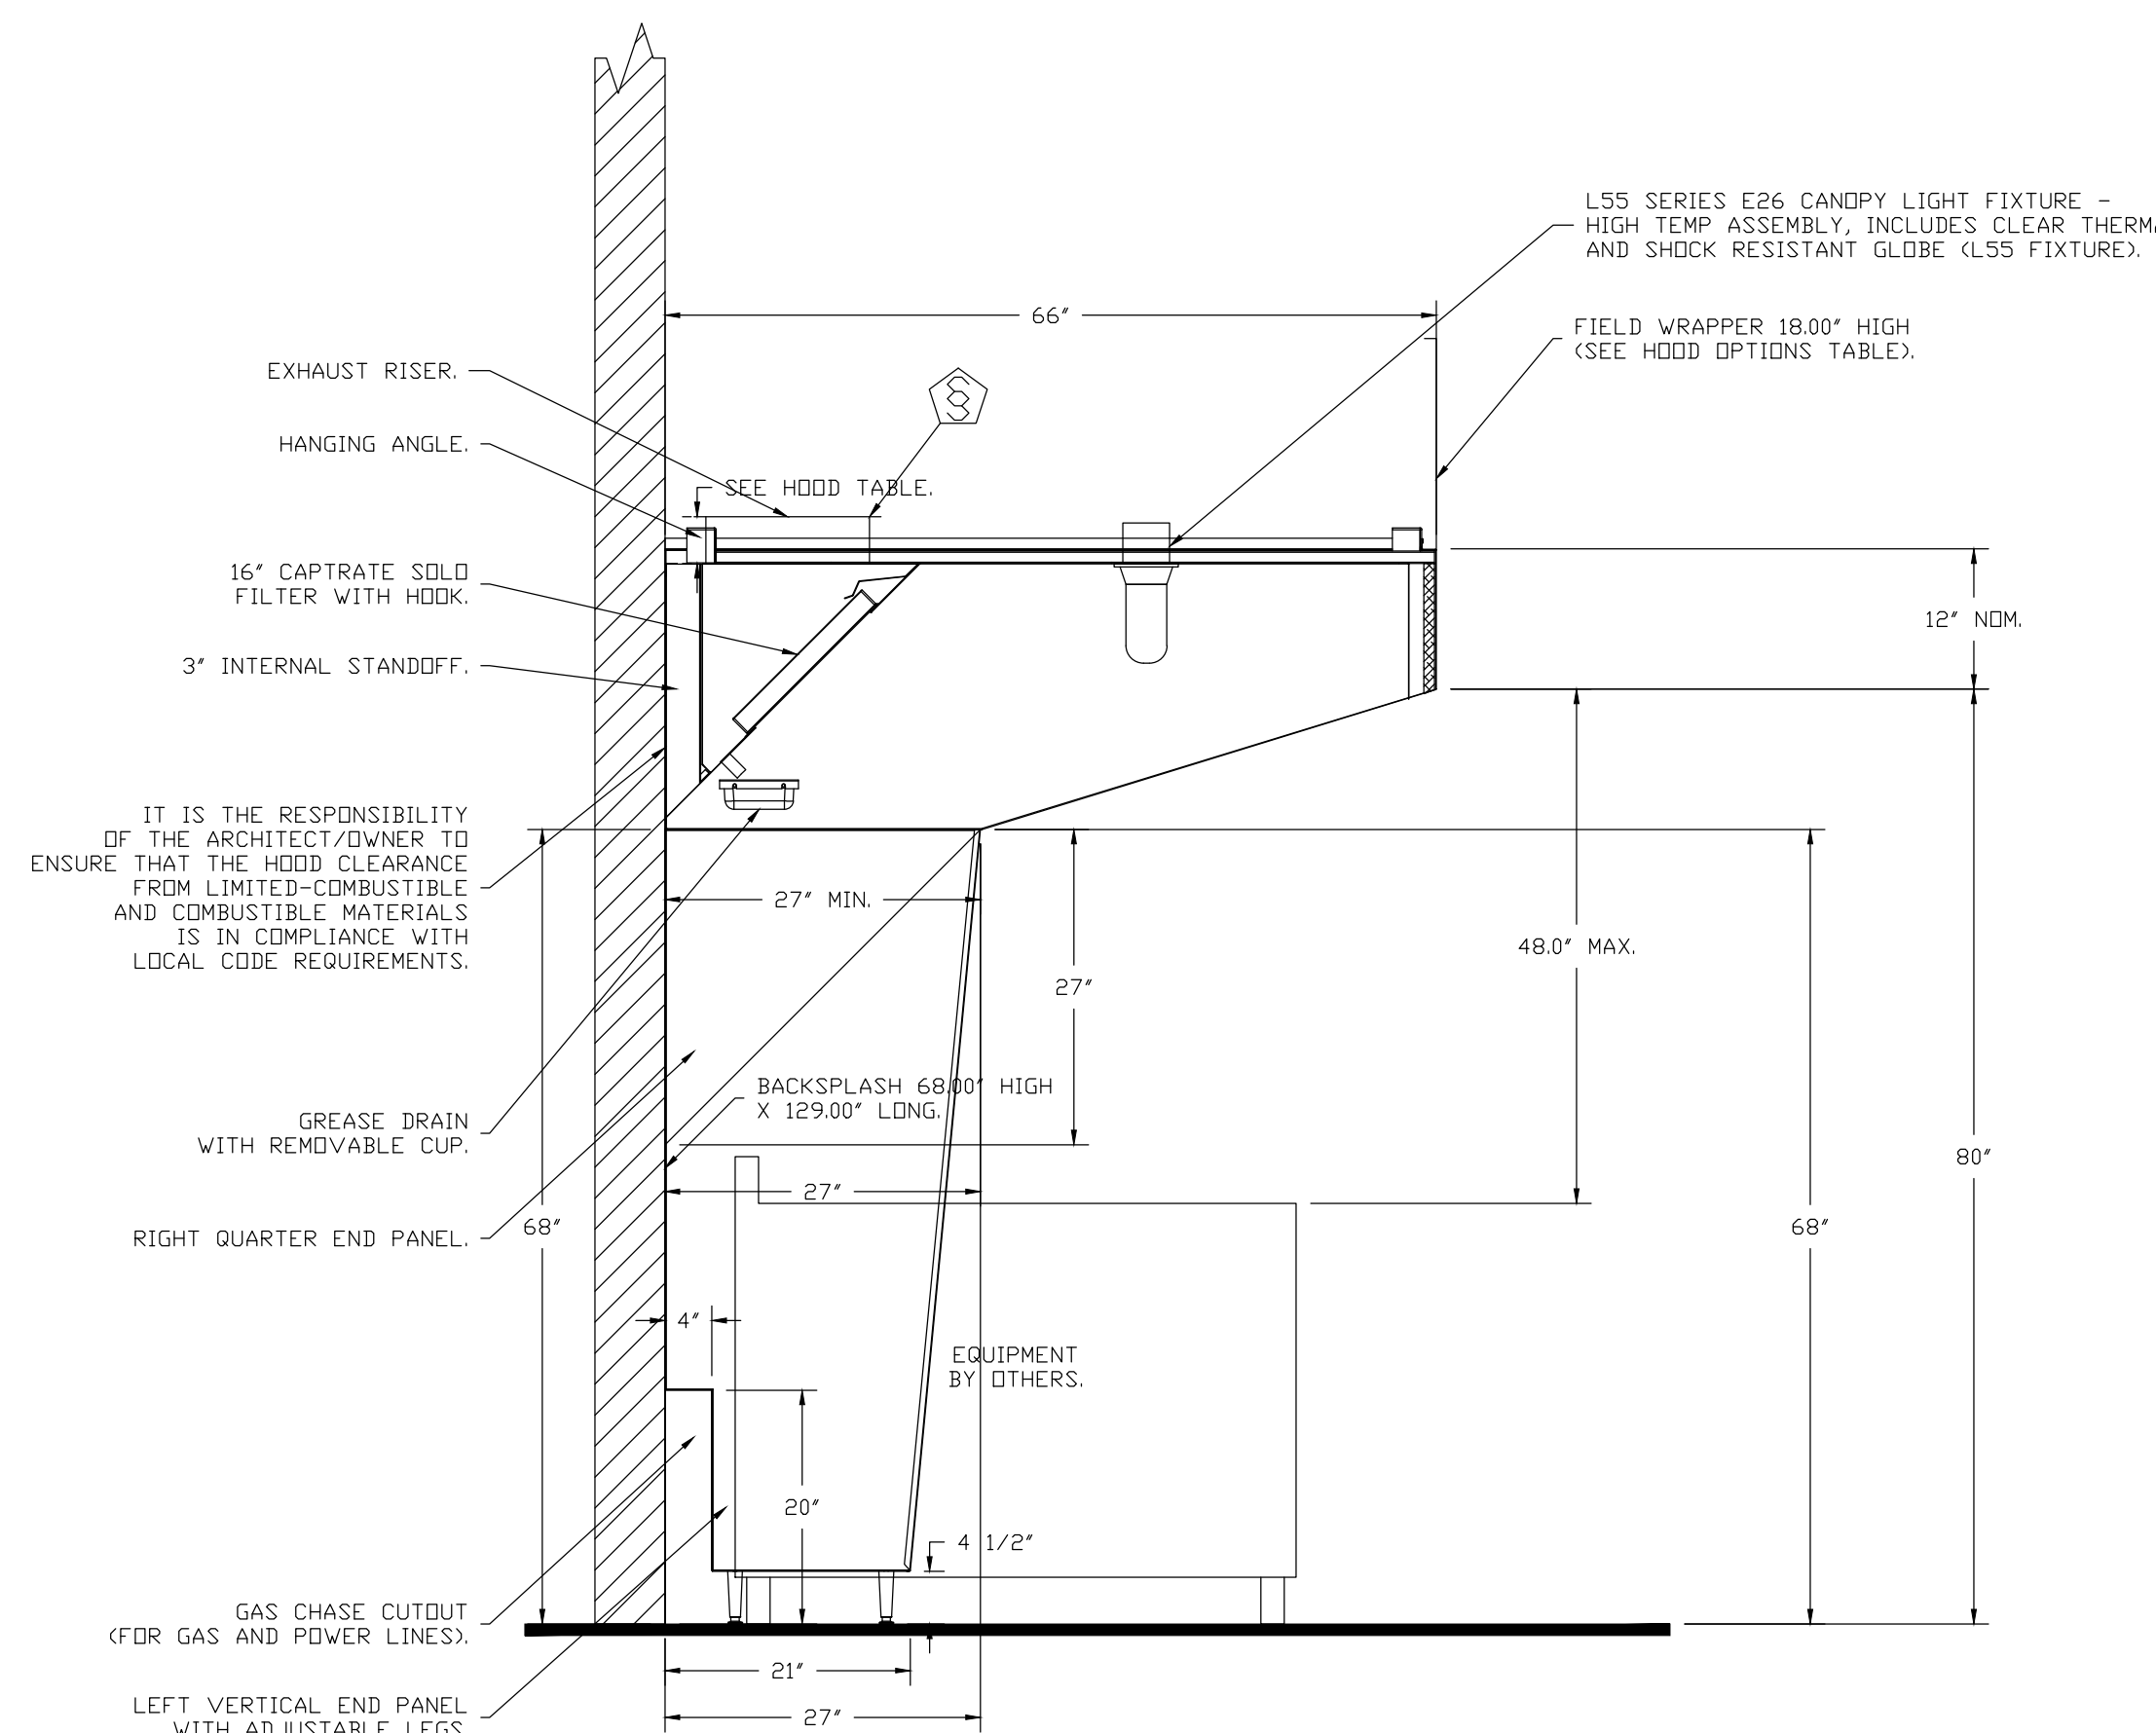 L55 SERIES E26 CANOPY LIGHT FIXTURE -
HIGH TEMP ASSEMBLY, INCLUDES CLEAR
AND SHOCK RESISTANT GLOBE (L55 FIXTURE).
66"
FIELD WRAPPER 18.00" HIGH
(SEE HOOD OPTIONS TABLE).
EXHAUST RISER.
HANGING ANGLE.
SEE HOOD TABLE.
16" CAPTRATE SOLO
FILTER WITH HOOK.
12" NOM.
3" INTERNAL STANDOFF.
IT IS THE RESPONSIBILITY
OF THE ARCHITECT/OWNER TO
ENSURE THAT THE HOOD CLEARANCE
FROM LIMITED-COMBUSTIBLE
AND COMBUSTIBLE MATERIALS
IS IN COMPLIANCE WITH
LOCAL CODE REQUIREMENTS.
27" MIN.
48.0" MAX.
27"
BACKSPLASH 68.00" HIGH
X 129.00" LONG.
GREASE DRAIN
WITH REMOVABLE CUP.
80"
27"
68"
68"
RIGHT QUARTER END PANEL.
4"
EQUIPMENT
BY OTHERS.
20"
4 1/2"
GAS CHASE CUTOUT
(FOR GAS AND POWER LINES).
21"
LEFT VERTICAL END PANEL
WITH ADJUSTABLE LEGS.
27"